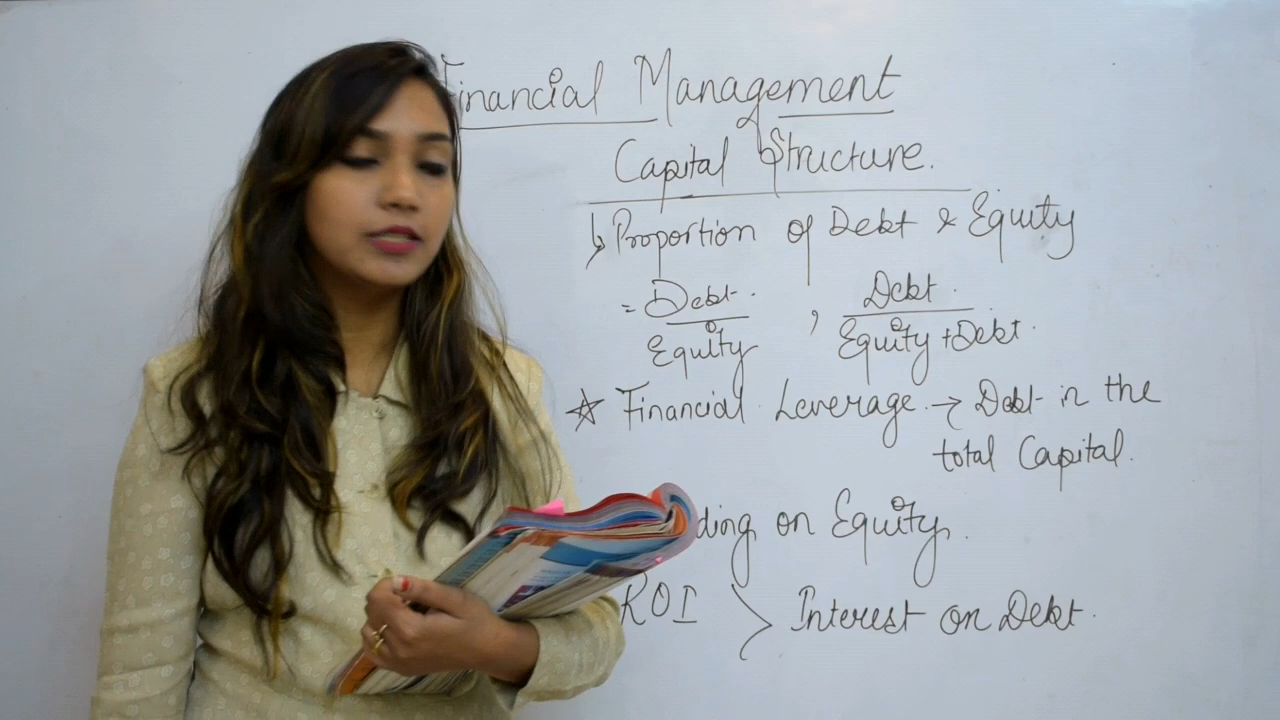 Financial Management
Capital Structure.
↳ Proportion of Debt & Equity
= Debt / Equity , Debt / Equity + Debt.
☆ Financial Leverage → Debt in the
total Capital.
ding on Equity.
ROI > Interest on Debt.